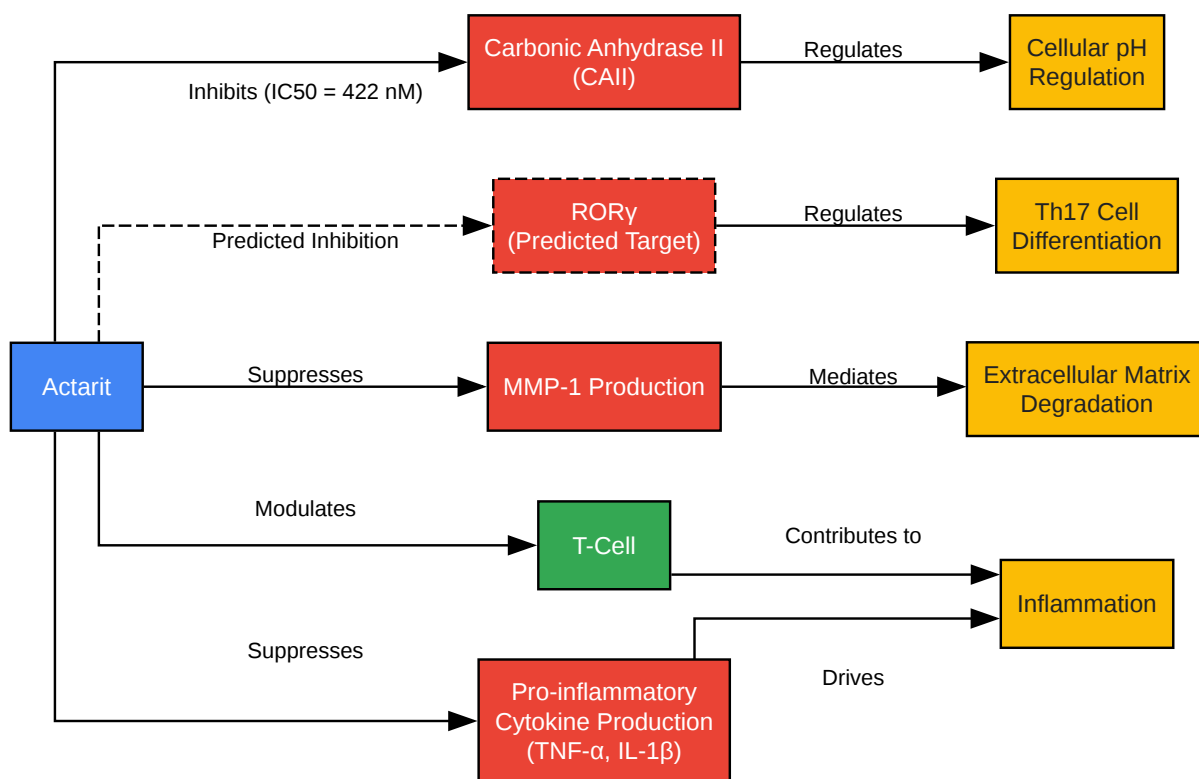 Carbonic Anhydrase II
(CAII)
Regulates
Cellular pH
Regulation
Inhibits (IC50 = 422 nM)
RORγ
(Predicted Target)
Regulates
Th17 Cell
Differentiation
Predicted Inhibition
Actarit
Suppresses
MMP-1 Production
Mediates
Extracellular Matrix
Degradation
Modulates
T-Cell
Contributes to
Inflammation
Suppresses
Pro-inflammatory
Cytokine Production
(TNF-α, IL-1β)
Drives